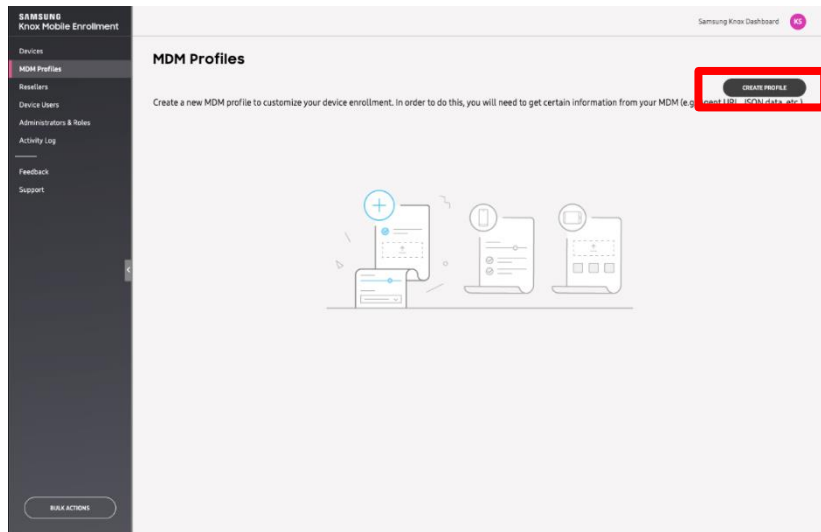 SAMSUNG
Knox Mobile Enrollment
Samsung Knox Dashboard KS
Devices
MDM Profiles
Resellers
Device Users
Administrators & Roles
Activity Log
Feedback
Support
BULK ACTIONS
MDM Profiles
CREATE PROFILE
Create a new MDM profile to customize your device enrollment. In order to do this, you will need to get certain information from your MDM (e.g. Agent URL, JSON data, etc.)